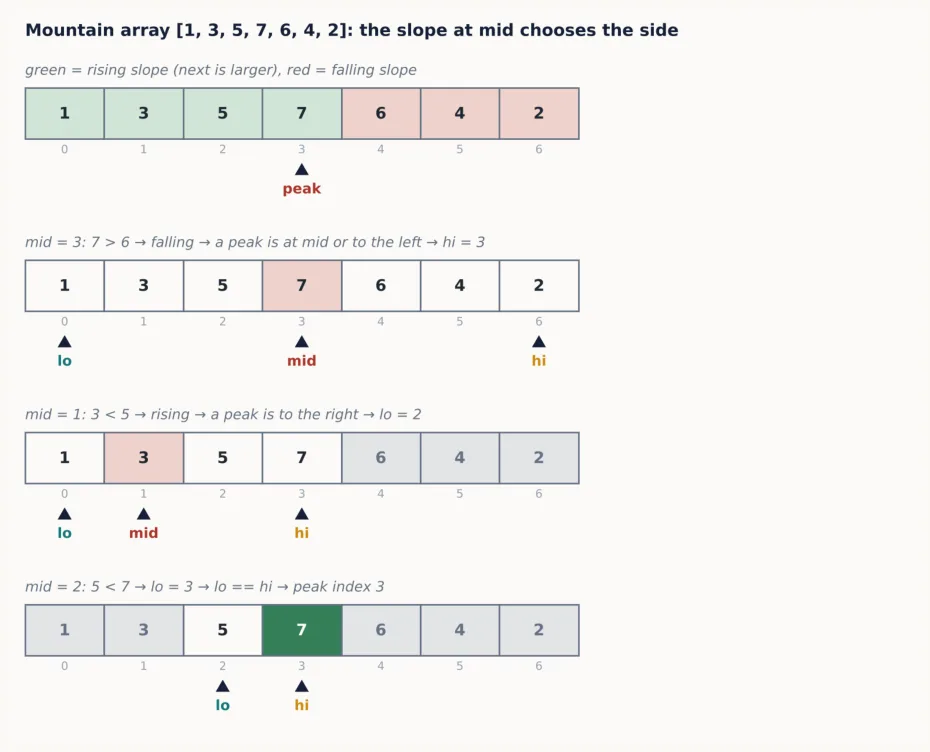 Mountain array [1, 3, 5, 7, 6, 4, 2]: the slope at mid chooses the side
green = rising slope (next is larger), red = falling slope
1 3 5 7 6 4 2
0 1 2 3 4 5 6
peak
mid = 3: 7 > 6 → falling → a peak is at mid or to the left → hi = 3
1 3 5 7 6 4 2
0 1 2 3 4 5 6
lo mid hi
mid = 1: 3 < 5 → rising → a peak is to the right → lo = 2
1 3 5 7 6 4 2
0 1 2 3 4 5 6
lo mid hi
mid = 2: 5 < 7 → lo = 3 → lo == hi → peak index 3
1 3 5 7 6 4 2
0 1 2 3 4 5 6
lo hi